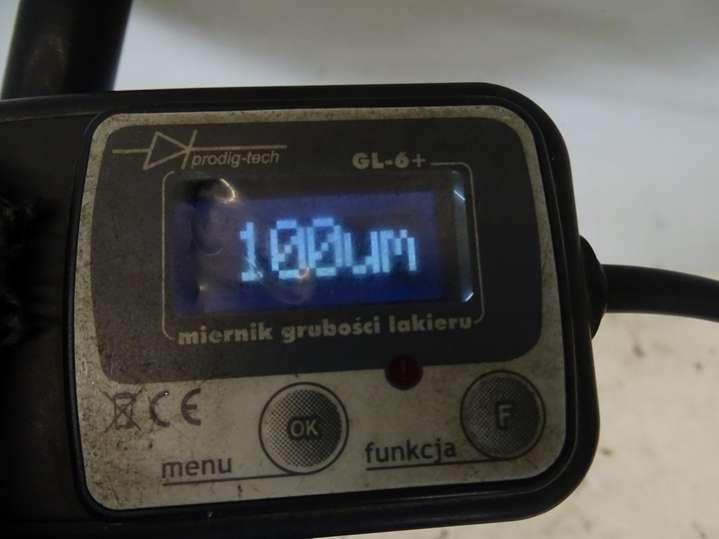 prodig-tech GL-6+
100um
miernik grubości lakieru
CE
OK F
menu funkcja